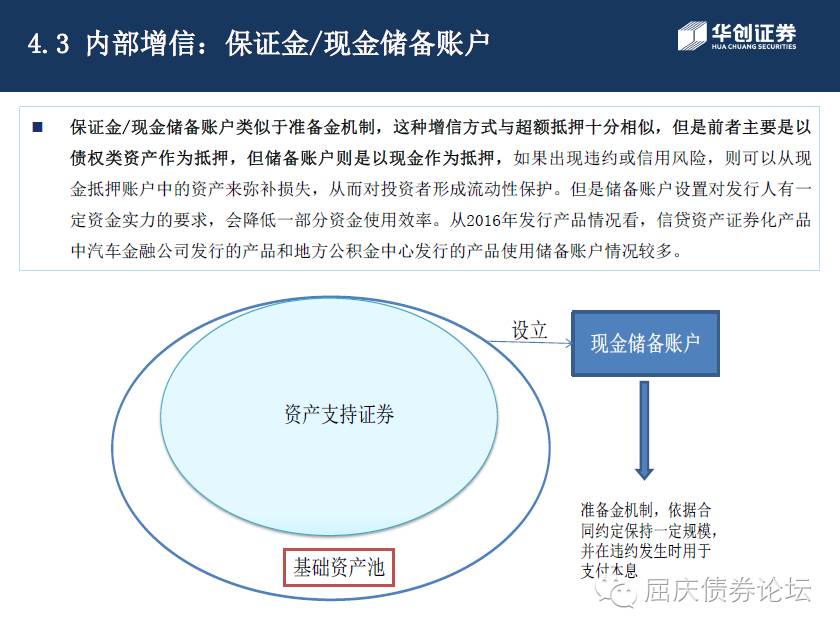 4.3 内部增信：保证金/现金储备账户
华创证券
HUA CHUANG SECURITIES
保证金/现金储备账户类似于准备金机制，这种增信方式与超额抵押十分相似，但是前者主要是以
债权类资产作为抵押，但储备账户则是以现金作为抵押，如果出现违约或信用风险，则可以从现
金抵押账户中的资产来弥补损失，从而对投资者形成流动性保护。但是储备账户设置对发行人有一
定资金实力的要求，会降低一部分资金使用效率。从2016年发行产品情况看，信贷资产证券化产品
中汽车金融公司发行的产品和地方公积金中心发行的产品使用储备账户情况较多。
设立
现金储备账户
资产支持证券
基础资产池
准备金机制，依据合
同约定保持一定规模，
并在违约发生时用于
支付本息
屈庆债券论坛